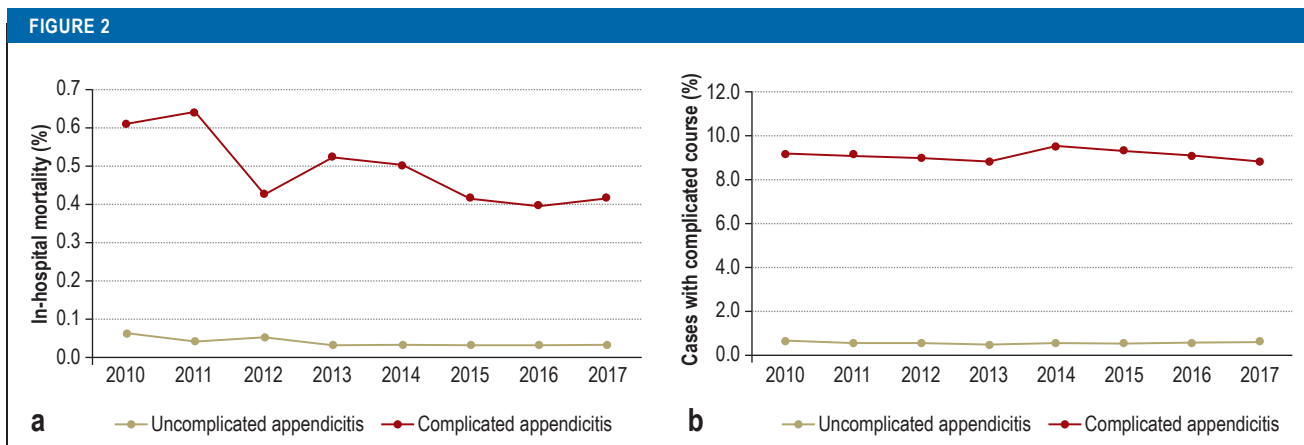 FIGURE 2
In-hospital mortality (%)
0.7
0.6
0.5
0.4
0.3
0.2
0.1
0.0
2010 2011 2012 2013 2014 2015 2016 2017
a Uncomplicated appendicitis Complicated appendicitis
Cases with complicated course (%)
12.0
10.0
8.0
6.0
4.0
2.0
0.0
2010 2011 2012 2013 2014 2015 2016 2017
b Uncomplicated appendicitis Complicated appendicitis